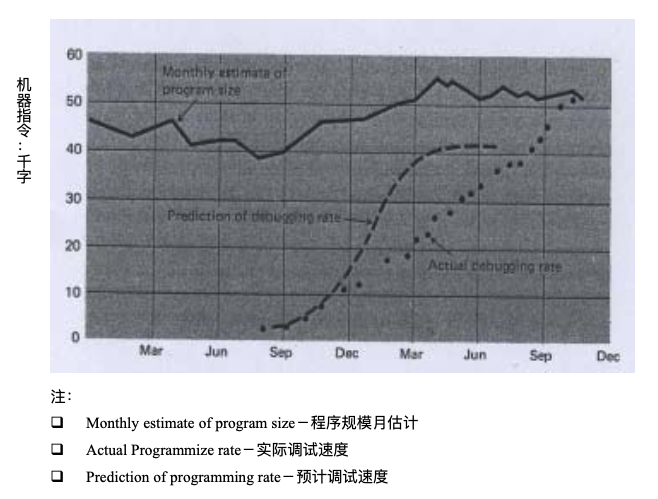 机器指令：千字
60
50
40
30
20
10
0
Monthly estimate of
program size
Prediction of debugging rate
Actual debugging rate
Mar Jun Sep Dec Mar Jun Sep Dec
注：
Monthly estimate of program size－程序规模月估计
Actual Programmize rate－实际调试速度
Prediction of programming rate－预计调试速度